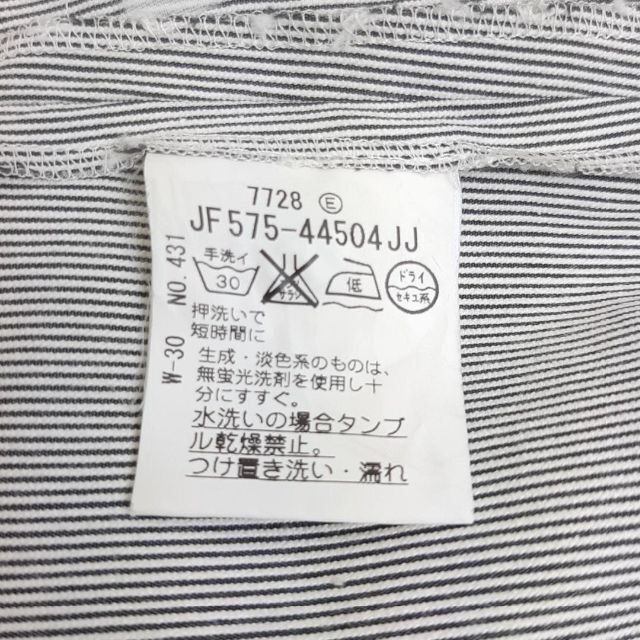 7728 Ⓔ
JF575-44504JJ
手洗イ
30
低
ドライ
セキユ系
押洗いで
短時間に
生成・淡色系のものは、
無蛍光洗剤を使用し十
分にすすぐ。
水洗いの場合タンブ
ル乾燥禁止。
つけ置き洗い・濡れ
W-30 NO.431